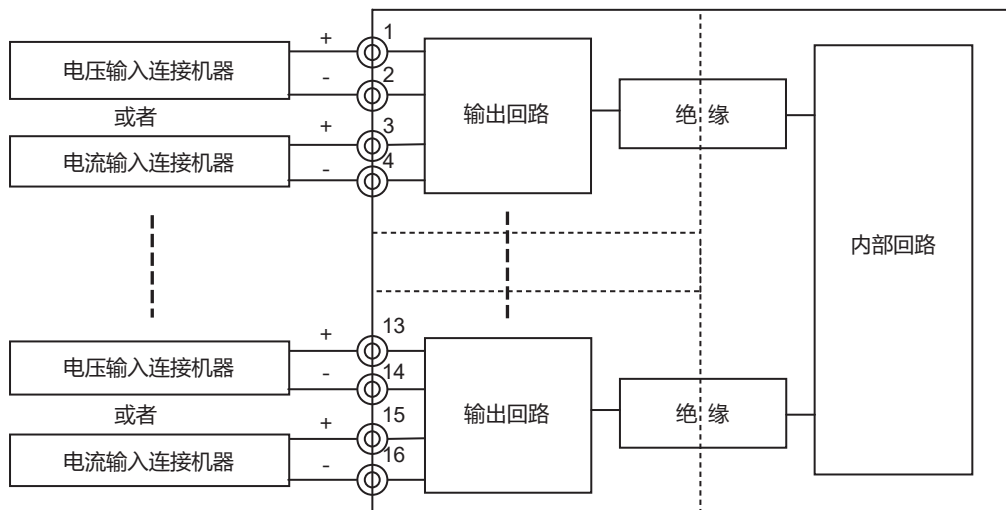 + 1
电压输入连接机器
- 2
输出回路
绝 缘
或者
+ 3
电流输入连接机器
- 4
内部回路
+ 13
电压输入连接机器
- 14
输出回路
绝 缘
或者
+ 15
电流输入连接机器
- 16